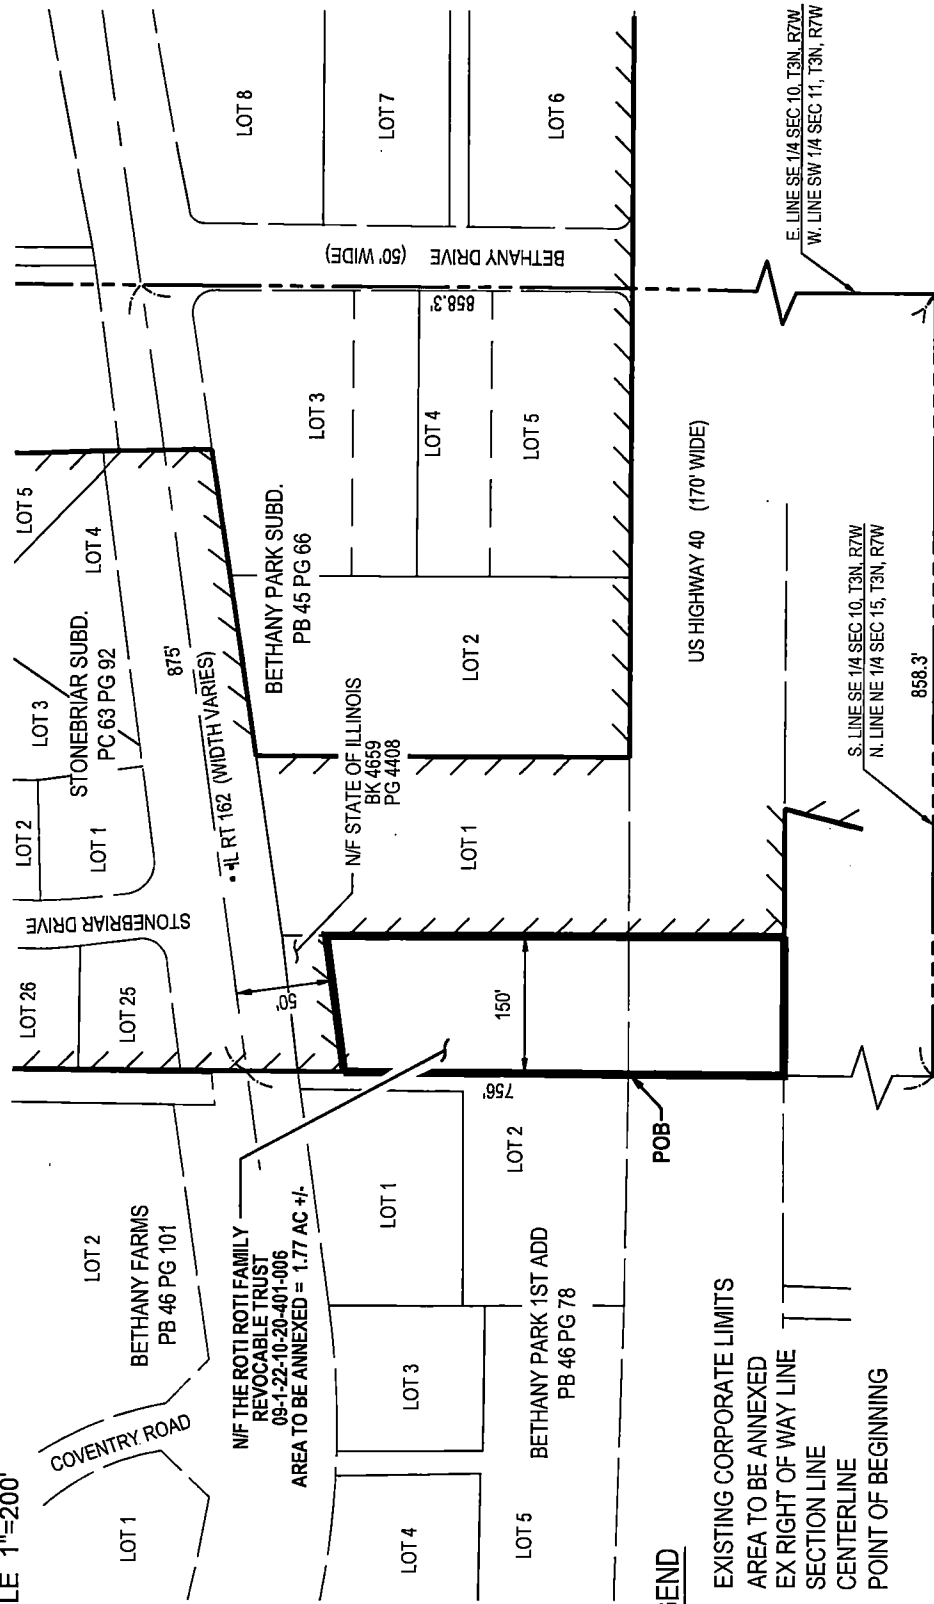 LE 1"=200'
LOT 8
LOT 7
LOT 6
BETHANY DRIVE (50' WIDE)
858.3'
E. LINE SE 1/4 SEC 10, T3N, R7W
W. LINE SW 1/4 SEC 11, T3N, R7W
LOT 3
LOT 4
LOT 5
LOT 5
LOT 4
LOT 3
STONEBRIAR SUBD.
PC 63 PG 92
875'
IL RT 162 (WIDTH VARIES)
BETHANY PARK SUBD.
PB 45 PG 66
LOT 2
US HIGHWAY 40 (170' WIDE)
S. LINE SE 1/4 SEC 10, T3N, R7W
N. LINE NE 1/4 SEC 15, T3N, R7W
858.3'
LOT 2
LOT 1
STONEBRIAR DRIVE
N/F STATE OF ILLINOIS
BK 4659
PG 4408
LOT 1
LOT 26
LOT 25
50'
150'
756'
POB
LOT 2
BETHANY FARMS
PB 46 PG 101
N/F THE ROTI ROTI FAMILY
REVOCABLE TRUST
09-1-22-10-20-401-006
AREA TO BE ANNEXED = 1.77 AC +/-
LOT 1
LOT 2
BETHANY PARK 1ST ADD
PB 46 PG 78
LOT 3
COVENTRY ROAD
LOT 1
LOT 4
LOT 5
GEND
EXISTING CORPORATE LIMITS
AREA TO BE ANNEXED
EX RIGHT OF WAY LINE
SECTION LINE
CENTERLINE
POINT OF BEGINNING